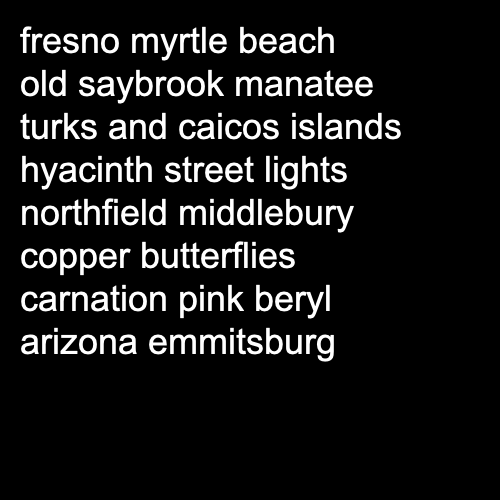 fresno myrtle beach
old saybrook manatee
turks and caicos islands
hyacinth street lights
northfield middlebury
copper butterflies
carnation pink beryl
arizona emmitsburg